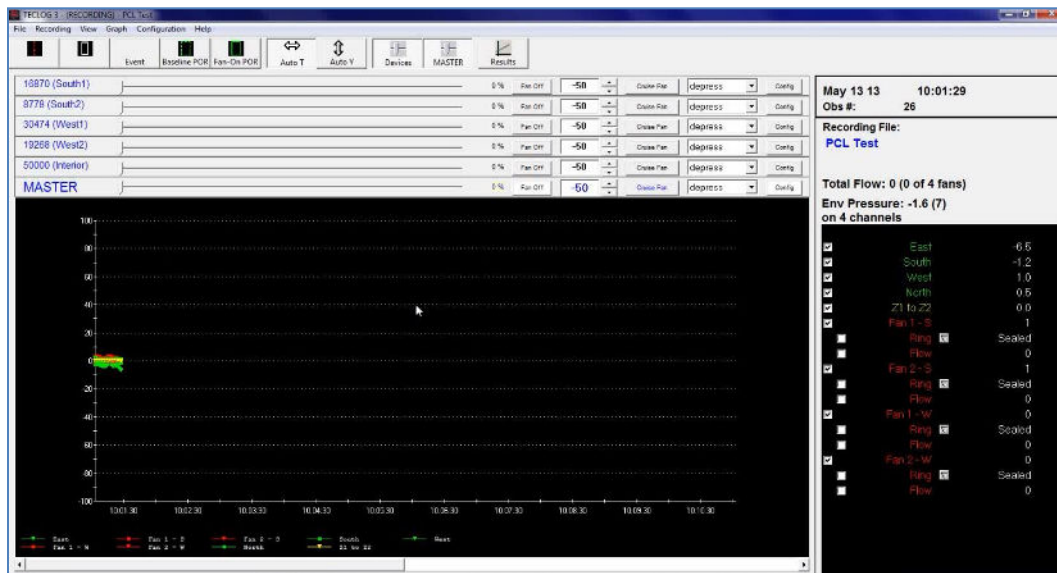 TECLOG 3 (RECORDING) - PCL Test
File Recording View Graph Configuration Help
Event Baseline POR Fan-On POR Auto T Auto Y Devices MASTER Results
16870 (South1) 0 % Fan Off -50 Cruise Fan depress Config
8778 (South2) 0 % Fan Off -50 Cruise Fan depress Config
30474 (West1) 0 % Fan Off -50 Cruise Fan depress Config
19268 (West2) 0 % Fan Off -50 Cruise Fan depress Config
50000 (Interior) 0 % Fan Off -50 Cruise Fan depress Config
MASTER 0 % Fan Off -50 Cruise Fan depress Config
May 13 13 10:01:29
Obs #: 26
Recording File:
PCL Test
Total Flow: 0 (0 of 4 fans)
Env Pressure: -1.6 (7)
on 4 channels
East -6.5
South -1.2
West 1.0
North 0.5
Z1 to Z2 0.0
Fan 1 - S 1
Ring Sealed
Flow 0
Fan 2 - S 1
Ring Sealed
Flow 0
Fan 1 - W 0
Ring Sealed
Flow 0
Fan 2 - W 0
Ring Sealed
Flow 0
100
80
60
40
20
0
-20
-40
-60
-80
-100
10:01:30 10:02:30 10:03:30 10:04:30 10:05:30 10:06:30 10:07:30 10:08:30 10:09:30 10:10:30
East Fan 1 - S Fan 2 - S South West
Fan 1 - W Fan 2 - W North Z1 to Z2